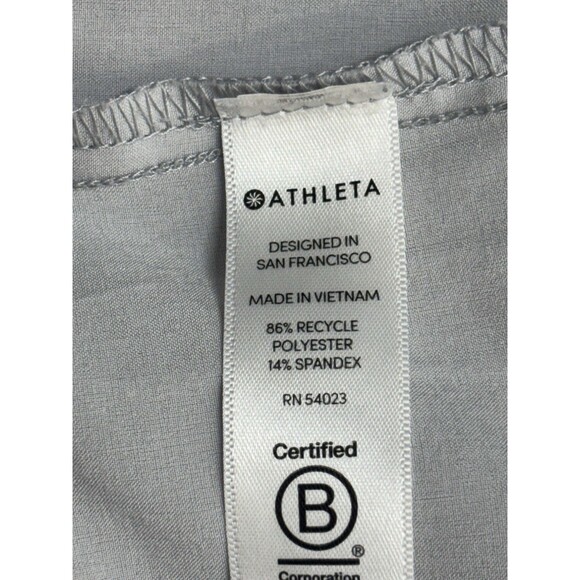 ATHLETA
DESIGNED IN
SAN FRANCISCO
MADE IN VIETNAM
86% RECYCLE
POLYESTER
14% SPANDEX
RN 54023
Certified
B
®
Corporation